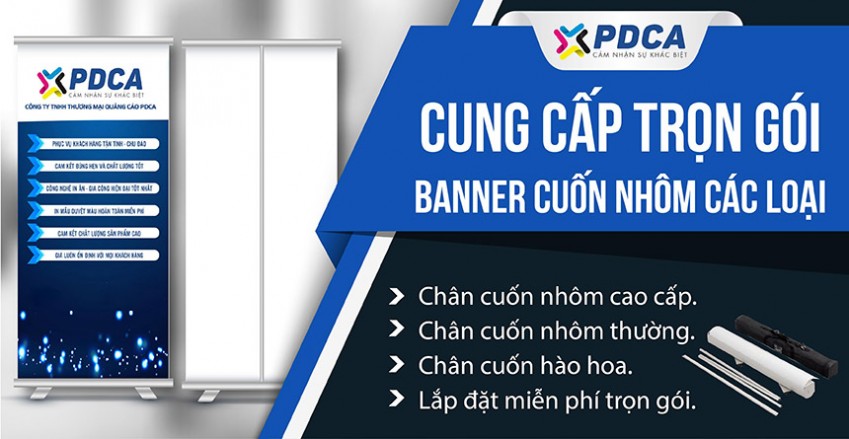 PDCA
CẢM NHẬN SỰ KHÁC BIỆT
CÔNG TY TNHH THƯƠNG MẠI QUẢNG CÁO PDCA
PHỤC VỤ KHÁCH HÀNG TẬN TÌNH - CHU ĐÁO
CAM KẾT ĐÚNG HẸN VÀ CHẤT LƯỢNG TỐT
CÔNG NGHỆ IN ẤN - GIA CÔNG HIỆN ĐẠI TỐT NHẤT
IN MẪU DUYỆT MÀU HOÀN TOÀN MIỄN PHÍ
CAM KẾT CHẤT LƯỢNG SẢN PHẨM CAO
GIÁ LUÔN ỔN ĐỊNH VỚI MỌI KHÁCH HÀNG
PDCA
CẢM NHẬN SỰ KHÁC BIỆT
CUNG CẤP TRỌN GÓI
BANNER CUỐN NHÔM CÁC LOẠI
Chân cuốn nhôm cao cấp.
Chân cuốn nhôm thường.
Chân cuốn hào hoa.
Lắp đặt miễn phí trọn gói.